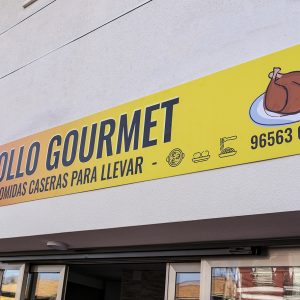 OLLO GOURMET
OMIDAS CASERAS PARA LLEVAR -
96563